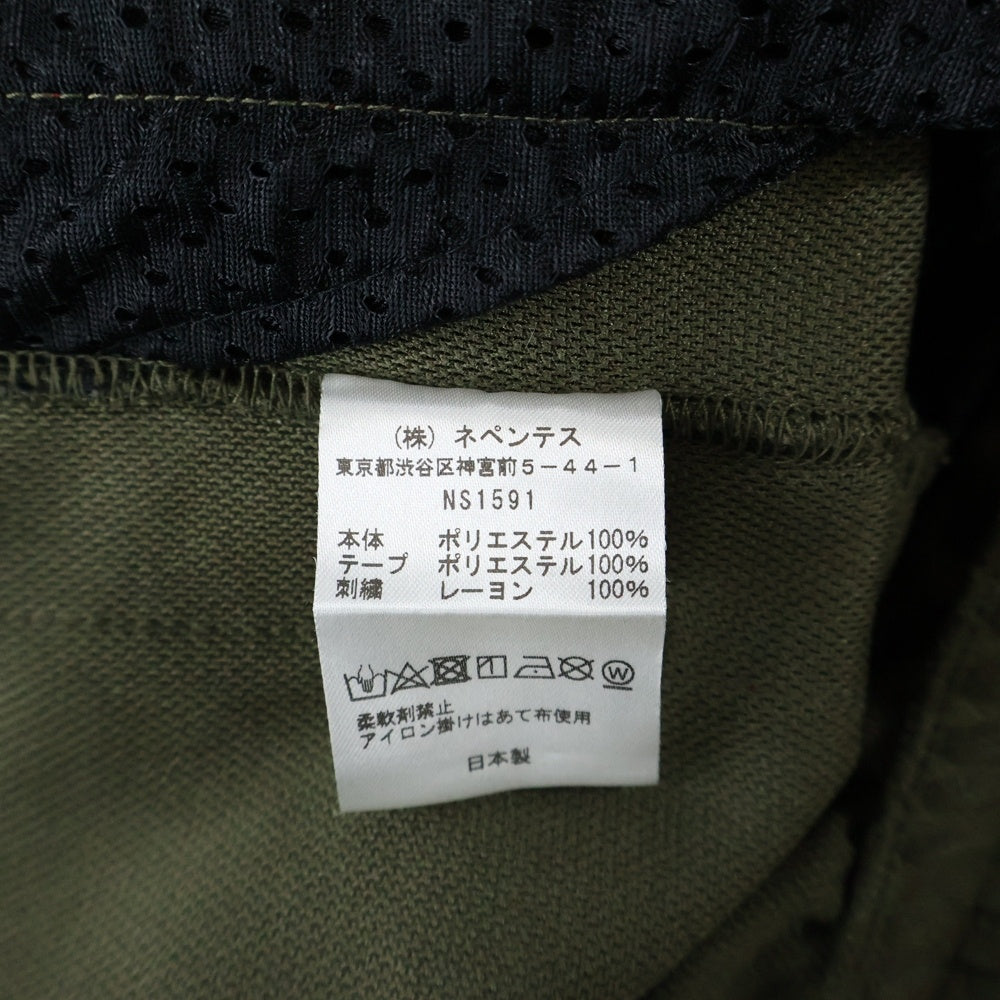 (株) ネペンテス
東京都渋谷区神宮前5-44-1
NS1591
本体 ポリエステル100%
テープ ポリエステル100%
刺繍 レーヨン 100%
W
柔軟剤禁止
アイロン掛けはあて布使用
日本製